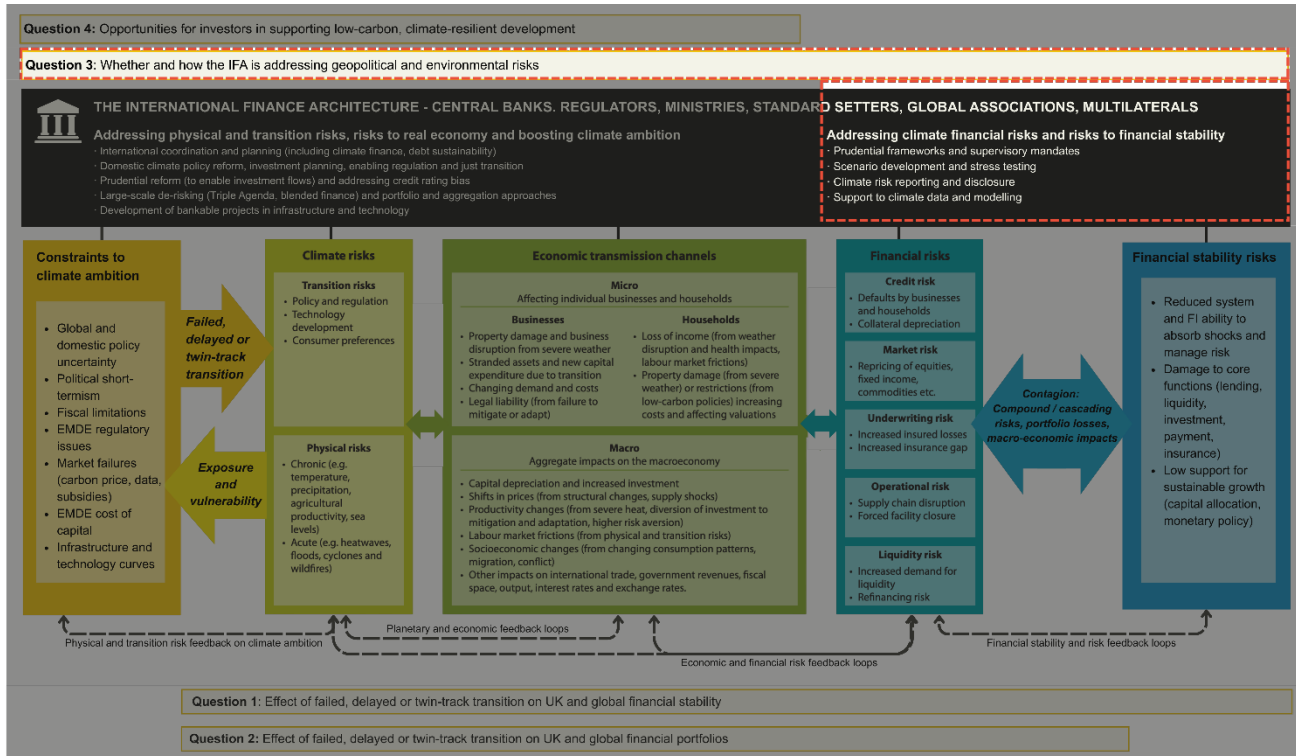 Question 4: Opportunities for investors in supporting low-carbon, climate-resilient development
Question 3: Whether and how the IFA is addressing geopolitical and environmental risks
THE INTERNATIONAL FINANCE ARCHITECTURE - CENTRAL BANKS. REGULATORS, MINISTRIES, STANDARD SETTERS, GLOBAL ASSOCIATIONS, MULTILATERALS
Addressing physical and transition risks, risks to real economy and boosting climate ambition
· International coordination and planning (including climate finance, debt sustainability)
· Domestic climate policy reform, investment planning, enabling regulation and just transition
· Prudential reform (to enable investment flows) and addressing credit rating bias
· Large-scale de-risking (Triple Agenda, blended finance) and portfolio and aggregation approaches
· Development of bankable projects in infrastructure and technology
Addressing climate financial risks and risks to financial stability
· Prudential frameworks and supervisory mandates
· Scenario development and stress testing
· Climate risk reporting and disclosure
· Support to climate data and modelling
Constraints to
climate ambition
• Global and
domestic policy
uncertainty
• Political short-
termism
• Fiscal limitations
• EMDE regulatory
issues
• Market failures
(carbon price, data,
subsidies)
• EMDE cost of
capital
• Infrastructure and
technology curves
Failed,
delayed or
twin-track
transition
Exposure
and
vulnerability
Climate risks
Transition risks
• Policy and regulation
• Technology
development
• Consumer preferences
Physical risks
• Chronic (e.g.
temperature,
precipitation,
agricultural
productivity, sea
levels)
• Acute (e.g. heatwaves,
floods, cyclones and
wildfires)
Economic transmission channels
Micro
Affecting individual businesses and households
Businesses
• Property damage and business
disruption from severe weather
• Stranded assets and new capital
expenditure due to transition
• Changing demand and costs
• Legal liability (from failure to
mitigate or adapt)
Households
• Loss of income (from weather
disruption and health impacts,
labour market frictions)
• Property damage (from severe
weather) or restrictions (from
low-carbon policies) increasing
costs and affecting valuations
Macro
Aggregate impacts on the macroeconomy
• Capital depreciation and increased investment
• Shifts in prices (from structural changes, supply shocks)
• Productivity changes (from severe heat, diversion of investment to
mitigation and adaptation, higher risk aversion)
• Labour market frictions (from physical and transition risks)
• Socioeconomic changes (from changing consumption patterns,
migration, conflict)
• Other impacts on international trade, government revenues, fiscal
space, output, interest rates and exchange rates.
Financial risks
Credit risk
• Defaults by businesses
and households
• Collateral depreciation
Market risk
• Repricing of equities,
fixed income,
commodities etc.
Underwriting risk
• Increased insured losses
• Increased insurance gap
Operational risk
• Supply chain disruption
• Forced facility closure
Liquidity risk
• Increased demand for
liquidity
• Refinancing risk
Contagion:
Compound / cascading
risks, portfolio losses,
macro-economic impacts
Financial stability risks
• Reduced system
and FI ability to
absorb shocks and
manage risk
• Damage to core
functions (lending,
liquidity,
investment,
payment,
insurance)
• Low support for
sustainable growth
(capital allocation,
monetary policy)
Physical and transition risk feedback on climate ambition
Planetary and economic feedback loops
Economic and financial risk feedback loops
Financial stability and risk feedback loops
Question 1: Effect of failed, delayed or twin-track transition on UK and global financial stability
Question 2: Effect of failed, delayed or twin-track transition on UK and global financial portfolios